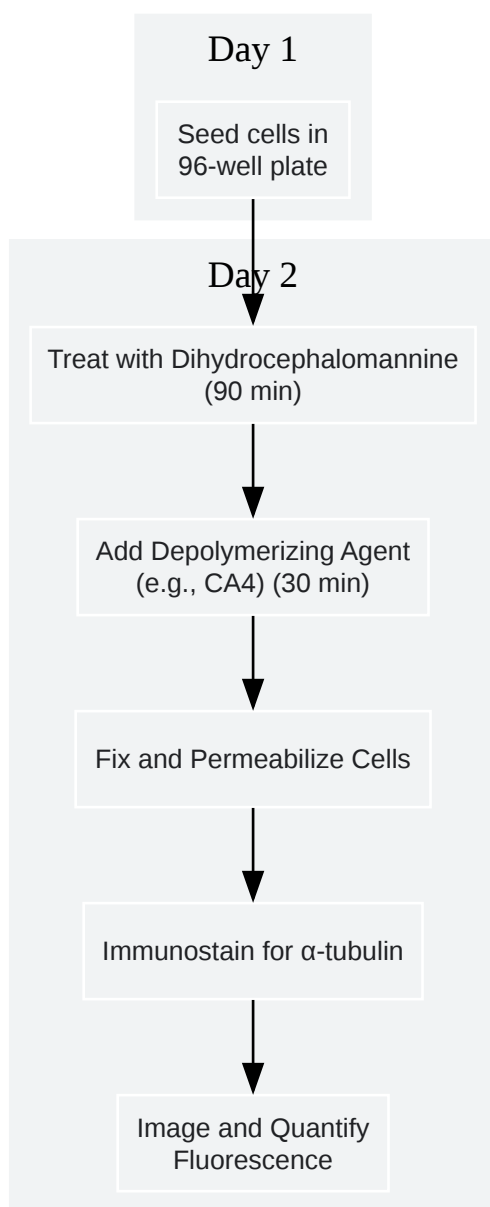 Day 1
Seed cells in
96-well plate
Day 2
Treat with Dihydrocephalomannine
(90 min)
Add Depolymerizing Agent
(e.g., CA4) (30 min)
Fix and Permeabilize Cells
Immunostain for α-tubulin
Image and Quantify
Fluorescence